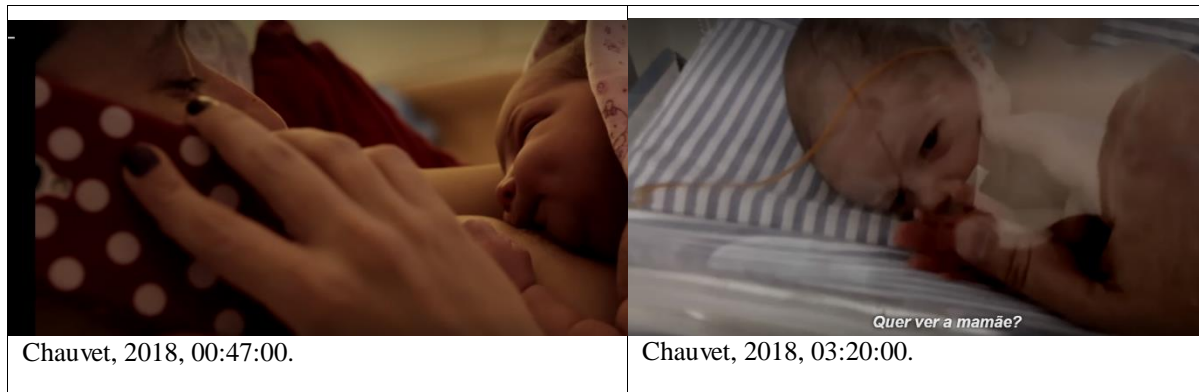 Quer ver a mamãe?
Chauvet, 2018, 00:47:00.
Chauvet, 2018, 03:20:00.